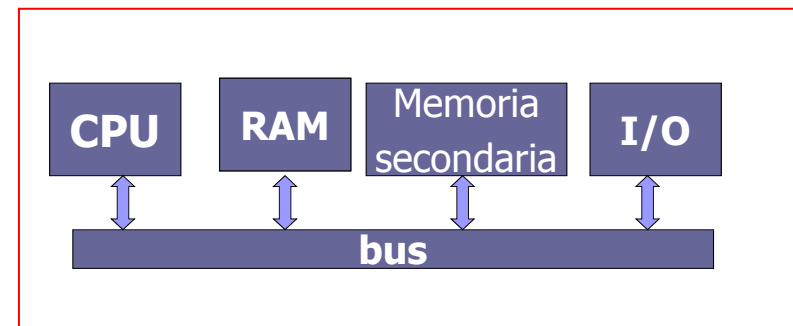 CPU
RAM
Memoria
secondaria
I/O
bus